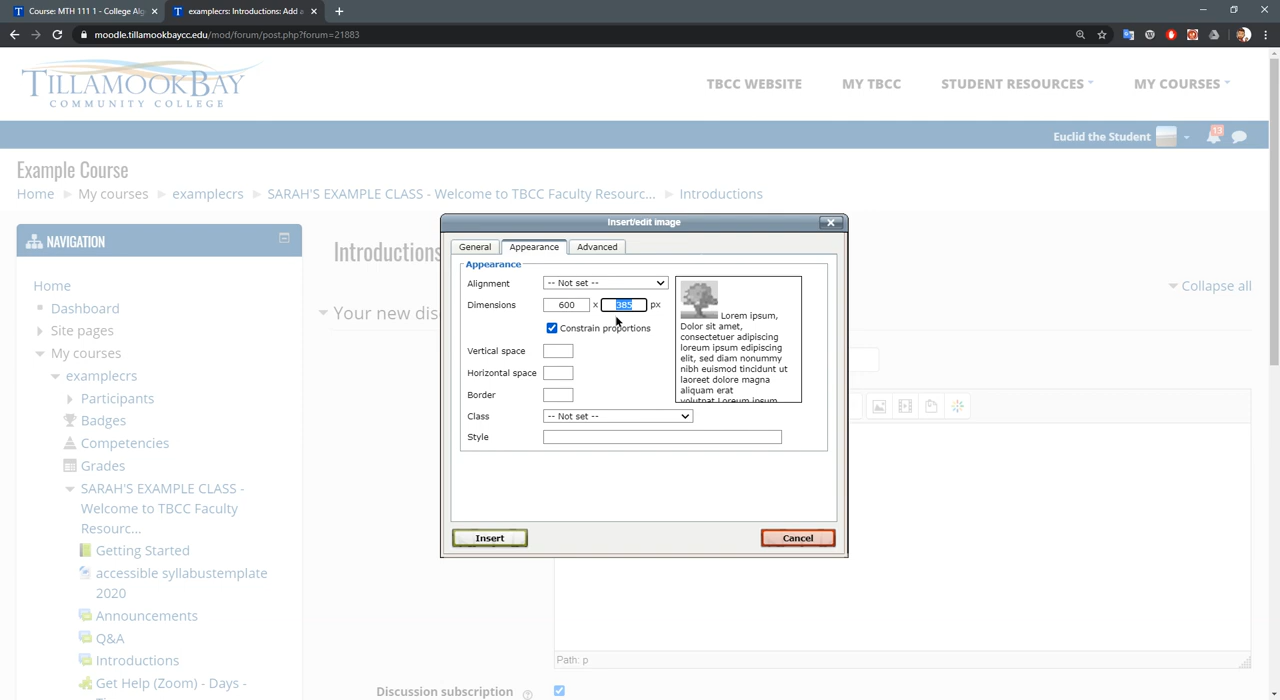 Course: MTH 111 1 - College Alg
examplecrs: Introductions: Add a
moodle.tillamookbaycc.edu/mod/forum/post.php?forum=21883
TILLAMOOK BAY
COMMUNITY COLLEGE
TBCC WEBSITE
MY TBCC
STUDENT RESOURCES
MY COURSES
Euclid the Student
13
Example Course
Home
My courses
examplecrs
SARAH'S EXAMPLE CLASS - Welcome to TBCC Faculty Resourc...
Introductions
NAVIGATION
Home
Dashboard
Site pages
My courses
examplecrs
Participants
Badges
Competencies
Grades
SARAH'S EXAMPLE CLASS -
Welcome to TBCC Faculty
Resourc...
Getting Started
accessible syllabustemplate
2020
Announcements
Q&A
Introductions
Get Help (Zoom) - Days -
Introductions
Collapse all
Your new dis
Insert/edit image
General
Appearance
Advanced
Appearance
Alignment
-- Not set --
Dimensions
600 x 385 px
Constrain proportions
Vertical space
Horizontal space
Border
Class
-- Not set --
Style
Lorem ipsum,
Dolor sit amet,
consectetuer adipiscing
loreum ipsum edipiscing
elit, sed diam nonummy
nibh euismod tincidunt ut
laoreet dolore magna
aliquam erat
volutpat.Loreum ipsum
Insert
Cancel
Path: p
Discussion subscription